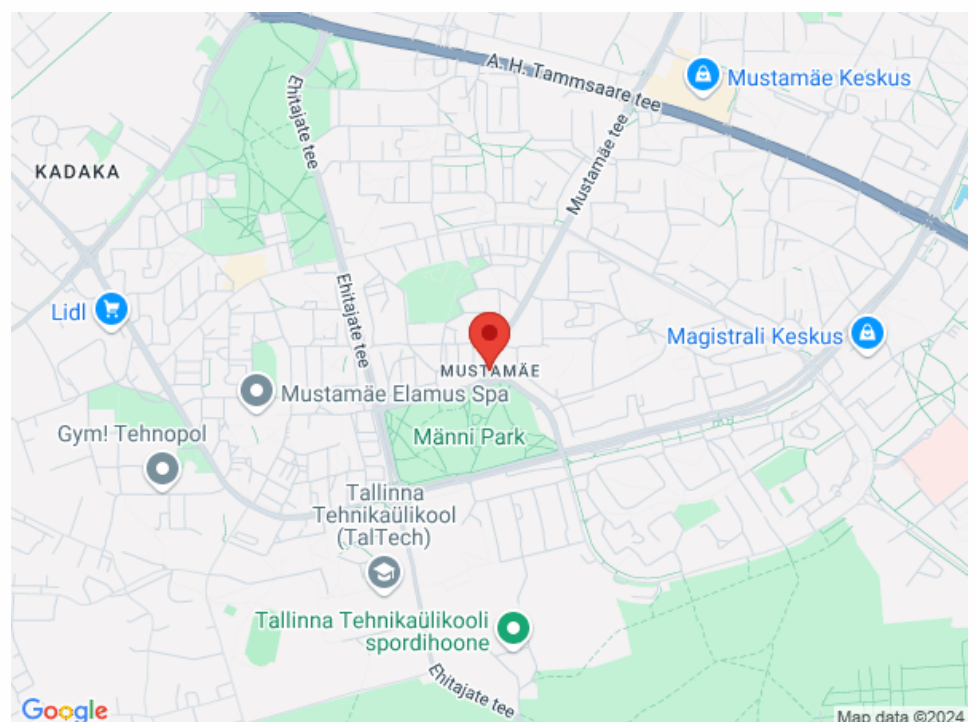 A. H. Tammsaare tee
Mustamäe Keskus
Ehitajate tee
Mustamäe tee
KADAKA
Ehitajate tee
Lidl
Magistrali Keskus
MUSTAMÄE
Mustamäe Elamus Spa
Männi Park
Gym! Tehnopol
Tallinna
Tehnikaülikool
(TalTech)
Tallinna Tehnikaülikooli
spordihoone
Ehitajate tee
Google
Map data ©2024